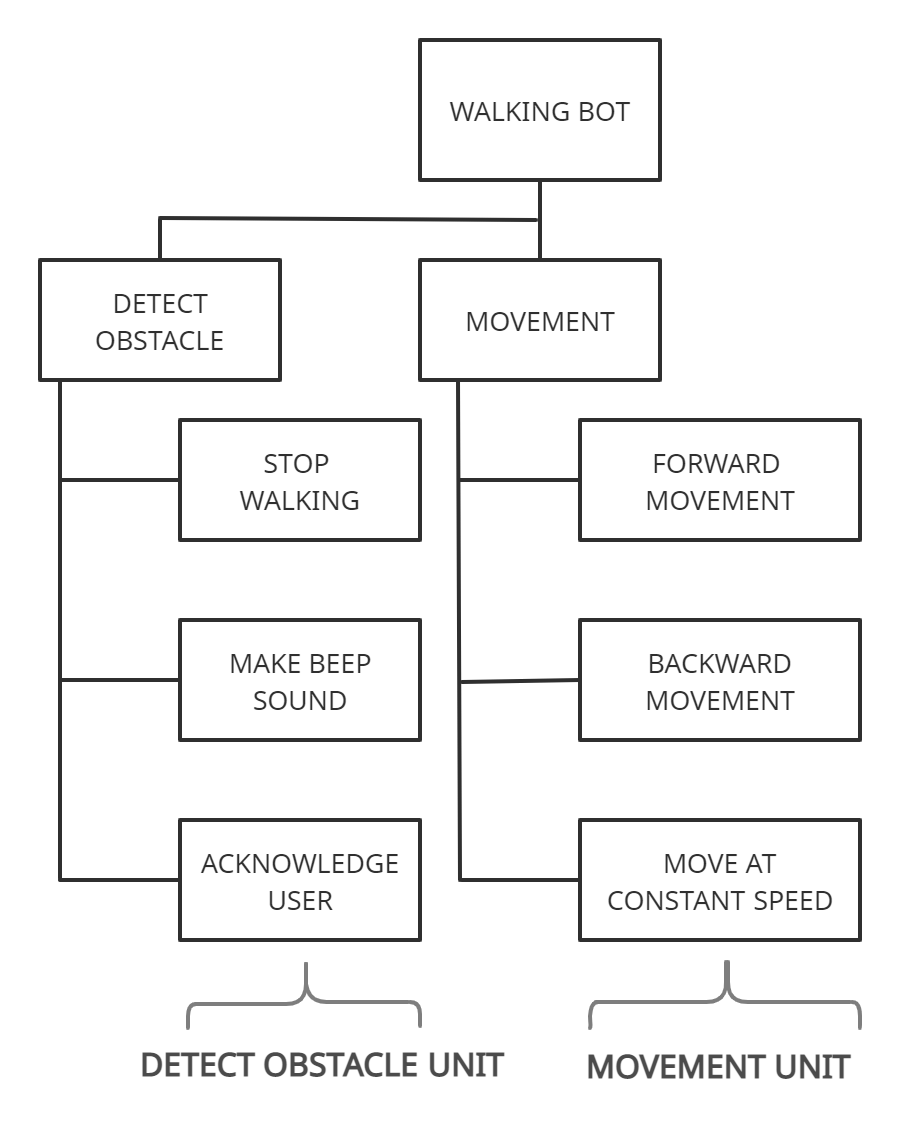 WALKING BOT
DETECT
OBSTACLE
MOVEMENT
STOP
WALKING
FORWARD
MOVEMENT
MAKE BEEP
SOUND
BACKWARD
MOVEMENT
ACKNOWLEDGE
USER
MOVE AT
CONSTANT SPEED
DETECT OBSTACLE UNIT
MOVEMENT UNIT